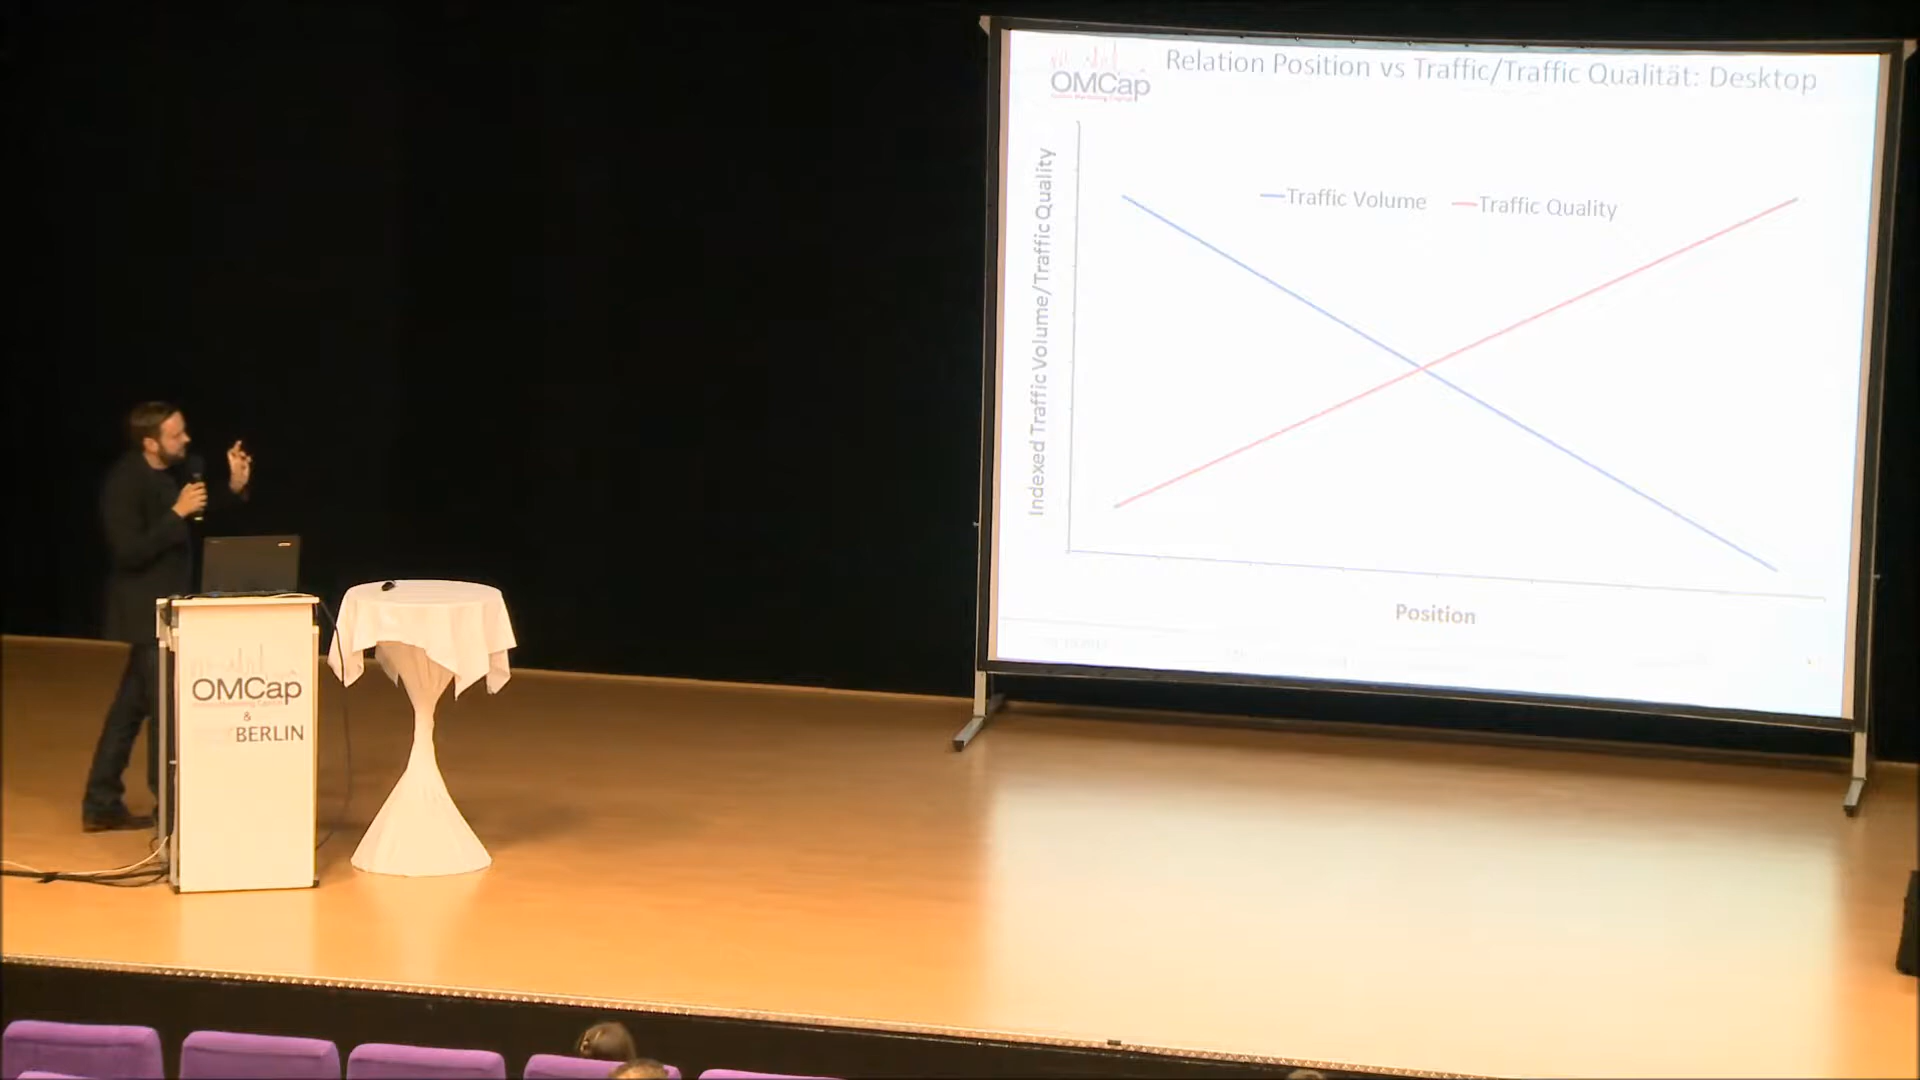 OMCap
Relation Position vs Traffic/Traffic Qualität: Desktop
Indexed Traffic Volume/Traffic Quality
Traffic Volume
Traffic Quality
Position
OMCap
&
BERLIN